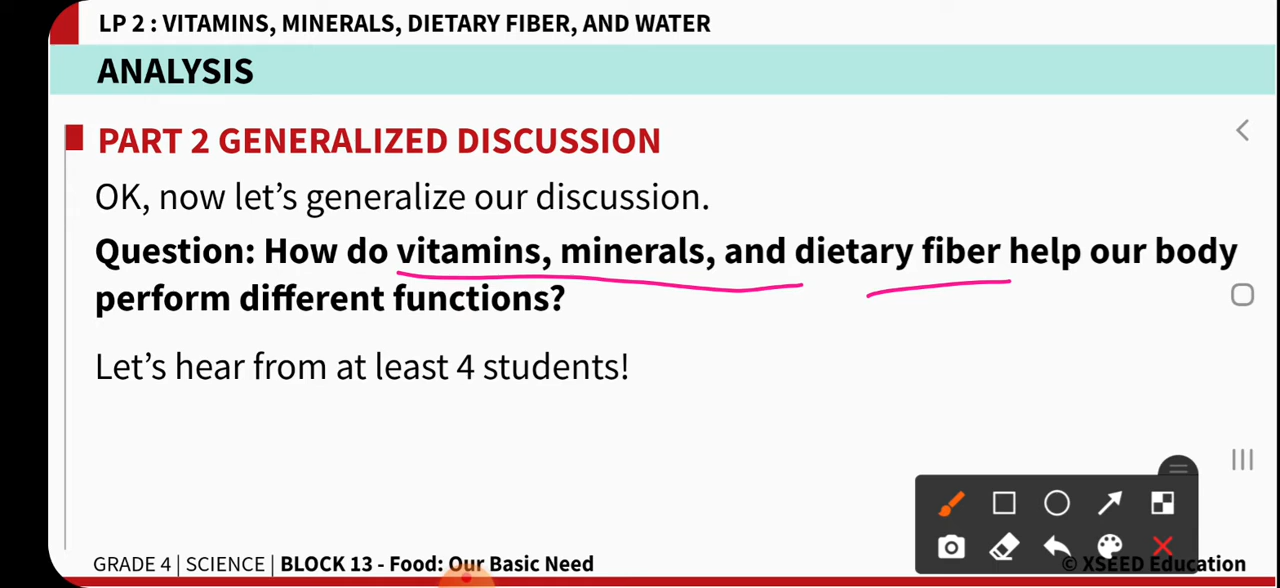 LP 2 : VITAMINS, MINERALS, DIETARY FIBER, AND WATER
ANALYSIS
PART 2 GENERALIZED DISCUSSION
OK, now let's generalize our discussion.
Question: How do vitamins, minerals, and dietary fiber help our body
perform different functions?
Let's hear from at least 4 students!
GRADE 4 | SCIENCE | BLOCK 13 - Food: Our Basic Need
© XSEED Education